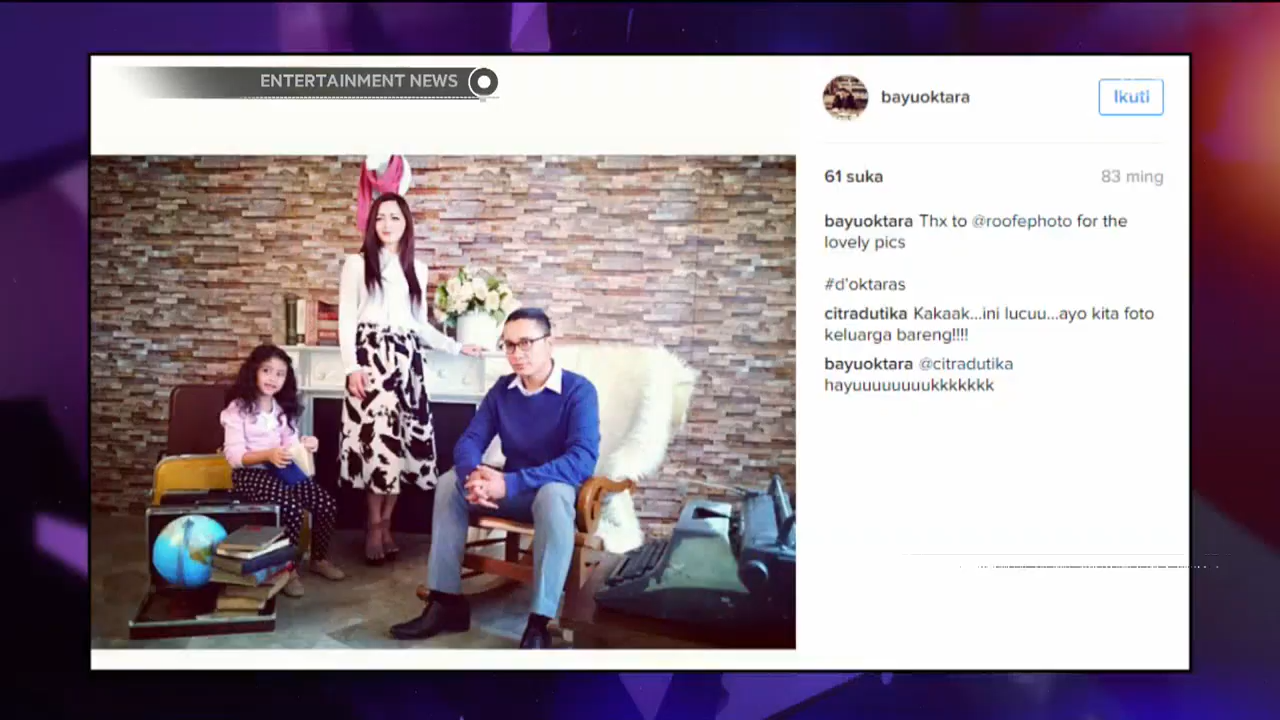 ENTERTAINMENT NEWS
bayuoktara
Ikuti
61 suka
83 ming
bayuoktara Thx to @roofephoto for the
lovely pics
#d'oktaras
citradutika Kakaak...ini lucuu...ayo kita foto
keluarga bareng!!!!
bayuoktara @citradutika
hayuuuuuuuukkkkkkk